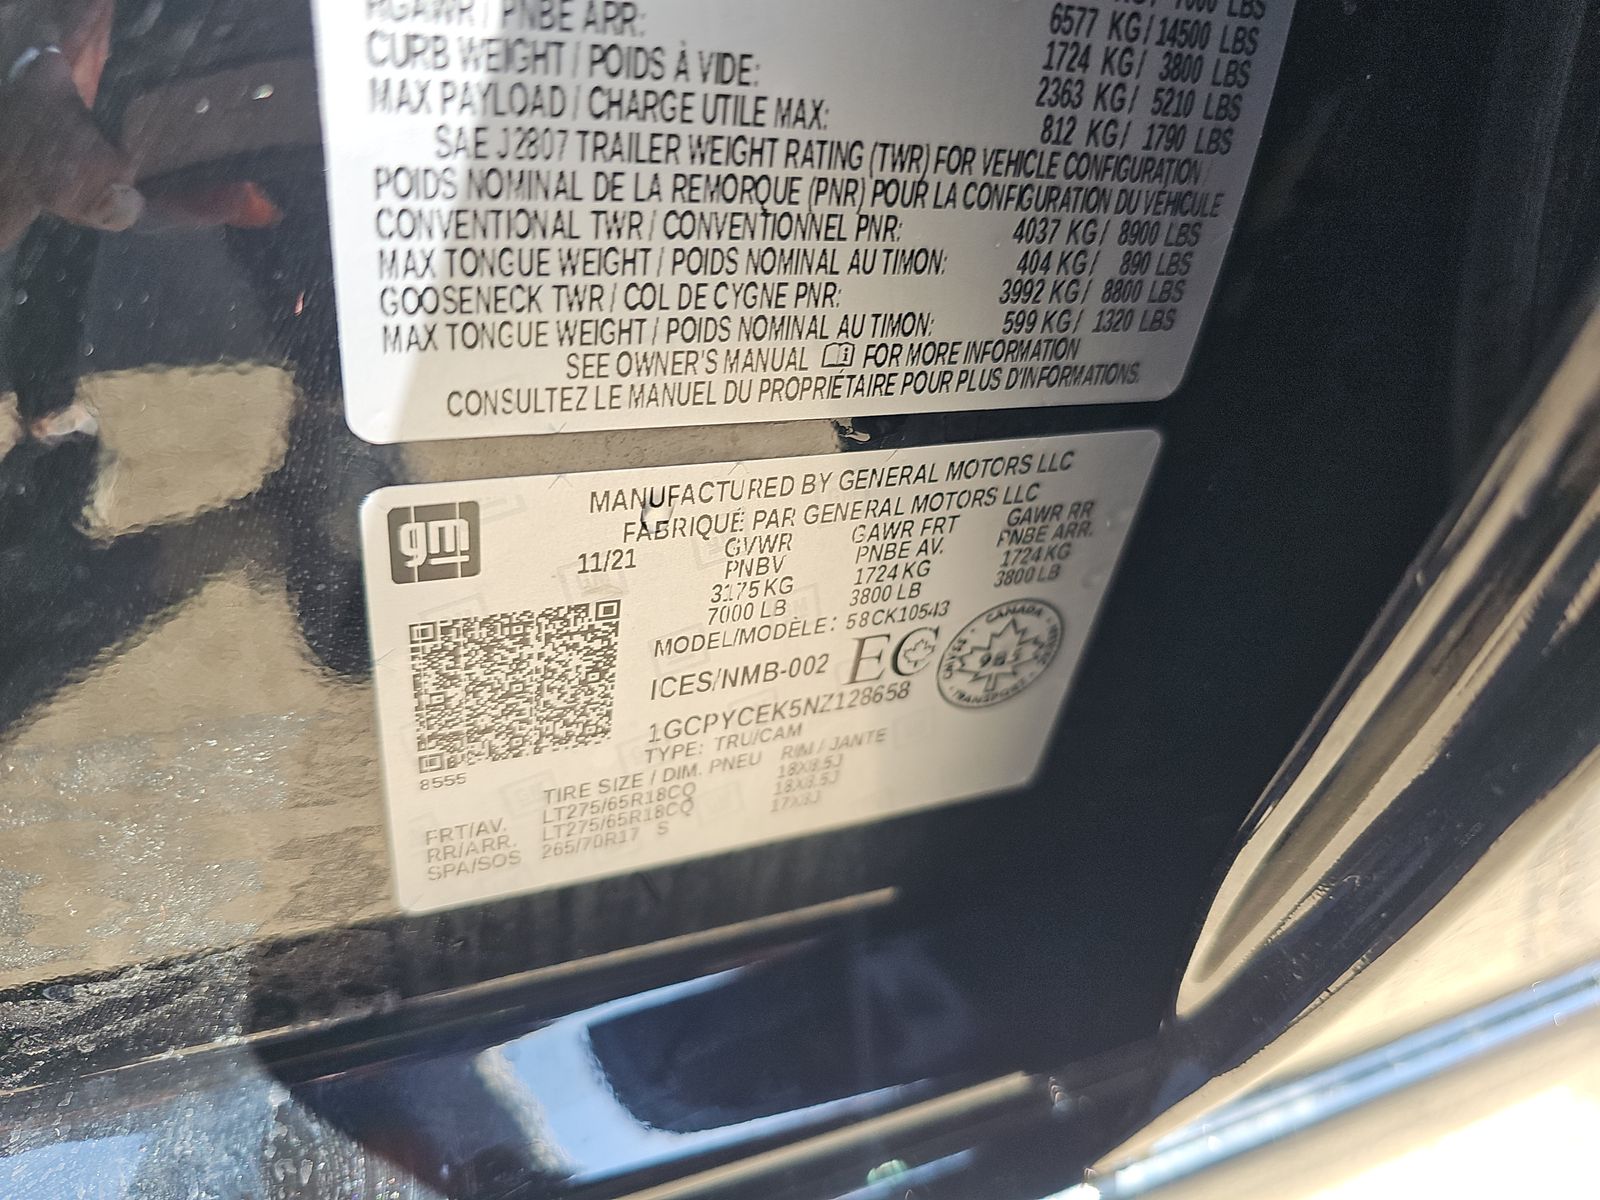 7000 LBS
RGAWR / PNBE ARR: 6577 KG/ 14500 LBS
CURB WEIGHT / POIDS À VIDE: 1724 KG/ 3800 LBS
MAX PAYLOAD / CHARGE UTILE MAX: 2363 KG/ 5210 LBS
812 KG/ 1790 LBS
SAE J2807 TRAILER WEIGHT RATING (TWR) FOR VEHICLE CONFIGURATION
POIDS NOMINAL DE LA REMORQUE (PNR) POUR LA CONFIGURATION DU VÉHICULE
CONVENTIONAL TWR / CONVENTIONNEL PNR: 4037 KG/ 8900 LBS
MAX TONGUE WEIGHT / POIDS NOMINAL AU TIMON: 404 KG/ 890 LBS
GOOSENECK TWR / COL DE CYGNE PNR: 3992 KG/ 8800 LBS
MAX TONGUE WEIGHT / POIDS NOMINAL AU TIMON: 599 KG/ 1320 LBS
SEE OWNER'S MANUAL FOR MORE INFORMATION
CONSULTEZ LE MANUEL DU PROPRIÉTAIRE POUR PLUS D'INFORMATIONS.
gm
MANUFACTURED BY GENERAL MOTORS LLC
FABRIQUÉ PAR GENERAL MOTORS LLC
11/21 GVWR GAWR FRT GAWR RR
PNBV PNBE AV. PNBE ARR.
3175 KG 1724 KG 1724 KG
7000 LB 3800 LB 3800 LB
MODEL/MODÈLE: 58CK10543
ICES/NMB-002 EC
CANADA
TRANSPORT
1GCPYCEK5NZ128658
TYPE: TRU/CAM
8555
TIRE SIZE / DIM. PNEU RIM / JANTE
FRT/AV. LT275/65R18CQ 18X8.5J
RR/ARR. LT275/65R18CQ 18X8.5J
SPA/SOS 265/70R17 S 17X8J